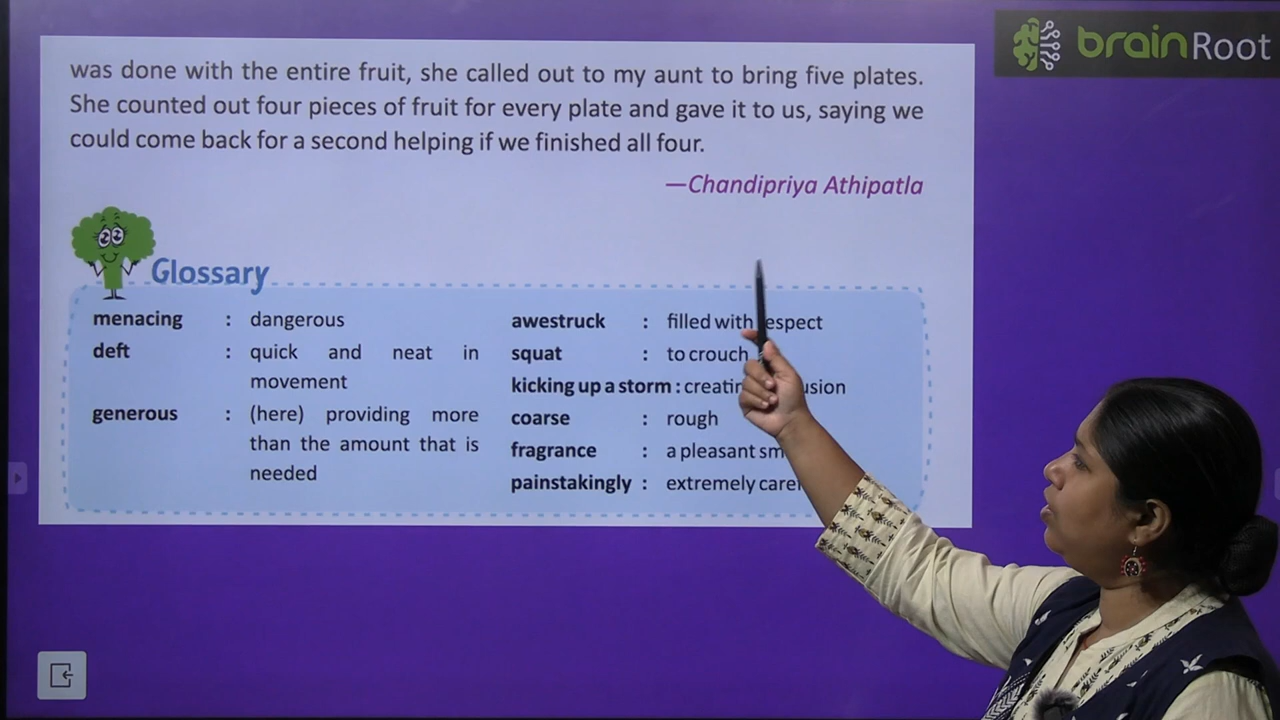 brainRoot
was done with the entire fruit, she called out to my aunt to bring five plates.
She counted out four pieces of fruit for every plate and gave it to us, saying we
could come back for a second helping if we finished all four.
—Chandipriya Athipatla
Glossary
menacing : dangerous
deft : quick and neat in
movement
generous : (here) providing more
than the amount that is
needed
awestruck : filled with respect
squat : to crouch
kicking up a storm :
coarse : rough
fragrance : a pleasant
painstakingly : extremely